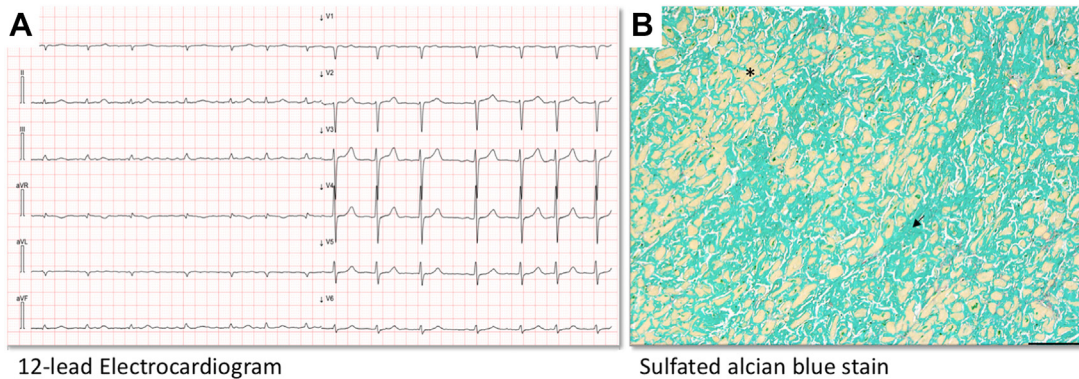 A
B
V1
II
V2
III
V3
aVR
V4
aVL
V5
aVF
V6
*
12-lead Electrocardiogram
Sulfated alcian blue stain